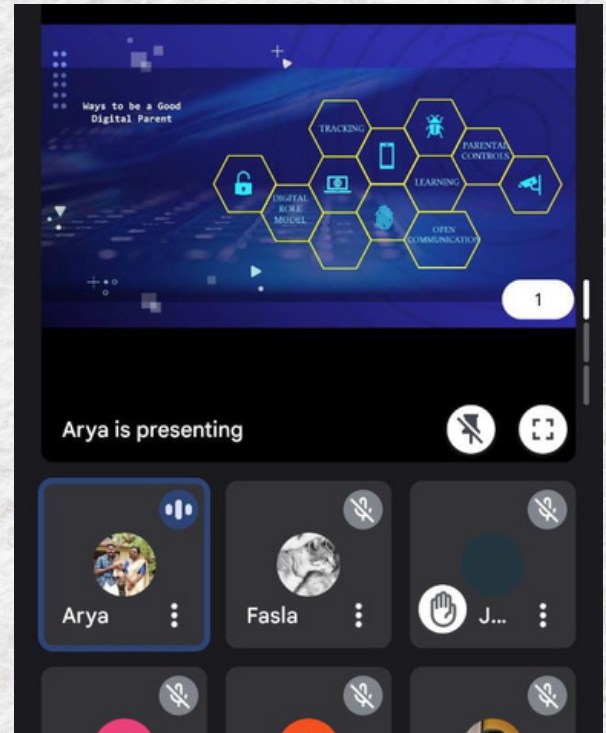 Ways to be a Good
Digital Parent
TRACKING
PARENTAL
CONTROLS
LEARNING
DIGITAL
ROLE
MODEL
OPEN
COMMUNICATION
1
Arya is presenting
Arya
Fasla
J...